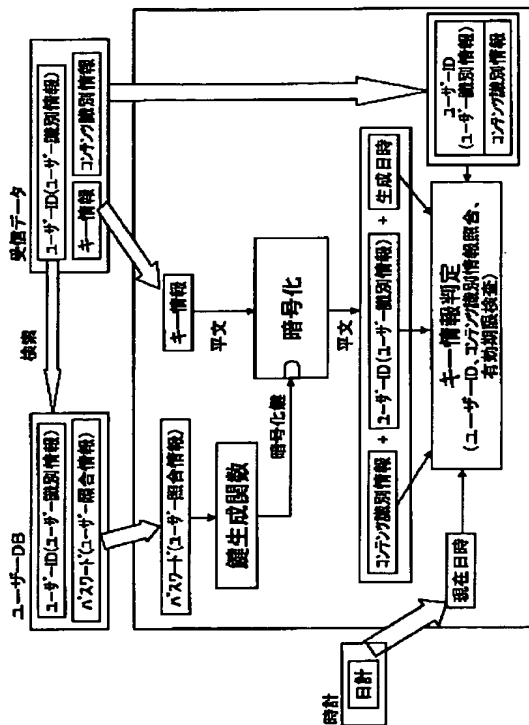 ユーザーDB
ユーザーID(ユーザー識別情報)
パスワード(ユーザー照合情報)
検索
受信データ
ユーザーID(ユーザー識別情報)
キー情報
コンテンツ識別情報
パスワード(ユーザー照合情報)
キー情報
鍵生成関数
平文
暗号化鍵
暗号化
平文
コンテンツ識別情報
+
ユーザーID(ユーザー識別情報)
+
生成日時
時計
日計
現在日時
キー情報判定
(ユーザーID、コンテンツ識別情報照合、
有効期限検査)
ユーザーID
(ユーザー識別情報)
コンテンツ識別情報